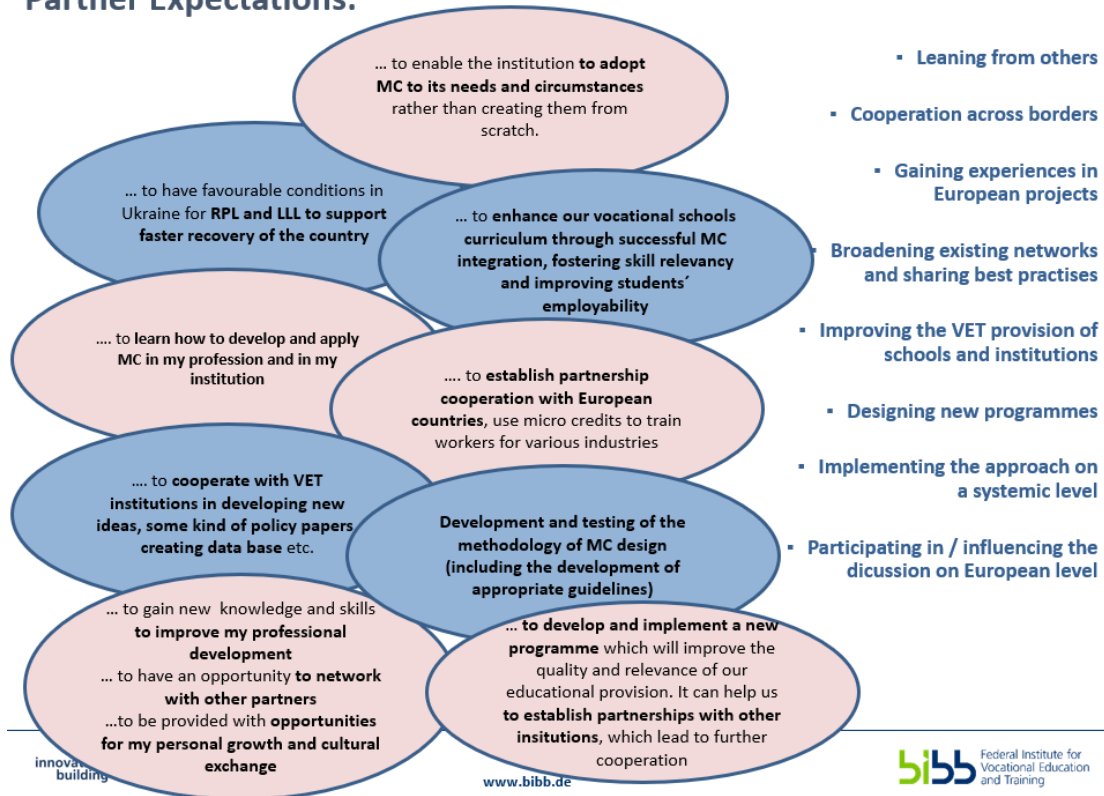 Partner Expectations:
… to enable the institution to adopt
MC to its needs and circumstances
rather than creating them from
scratch.
… to have favourable conditions in
Ukraine for RPL and LLL to support
faster recovery of the country
… to enhance our vocational schools
curriculum through successful MC
integration, fostering skill relevancy
and improving students´
employability
…. to learn how to develop and apply
MC in my profession and in my
institution
…. to establish partnership
cooperation with European
countries, use micro credits to train
workers for various industries
…. to cooperate with VET
institutions in developing new
ideas, some kind of policy papers
creating data base etc.
Development and testing of the
methodology of MC design
(including the development of
appropriate guidelines)
… to gain new knowledge and skills
to improve my professional
development
… to have an opportunity to network
with other partners
…to be provided with opportunities
for my personal growth and cultural
exchange
… to develop and implement a new
programme which will improve the
quality and relevance of our
educational provision. It can help us
to establish partnerships with other
insitutions, which lead to further
cooperation
▪ Leaning from others
▪ Cooperation across borders
▪ Gaining experiences in
European projects
▪ Broadening existing networks
and sharing best practises
▪ Improving the VET provision of
schools and institutions
▪ Designing new programmes
▪ Implementing the approach on
a systemic level
▪ Participating in / influencing the
dicussion on European level
building
www.bibb.de
bibb
Federal Institute for
Vocational Education
and Training